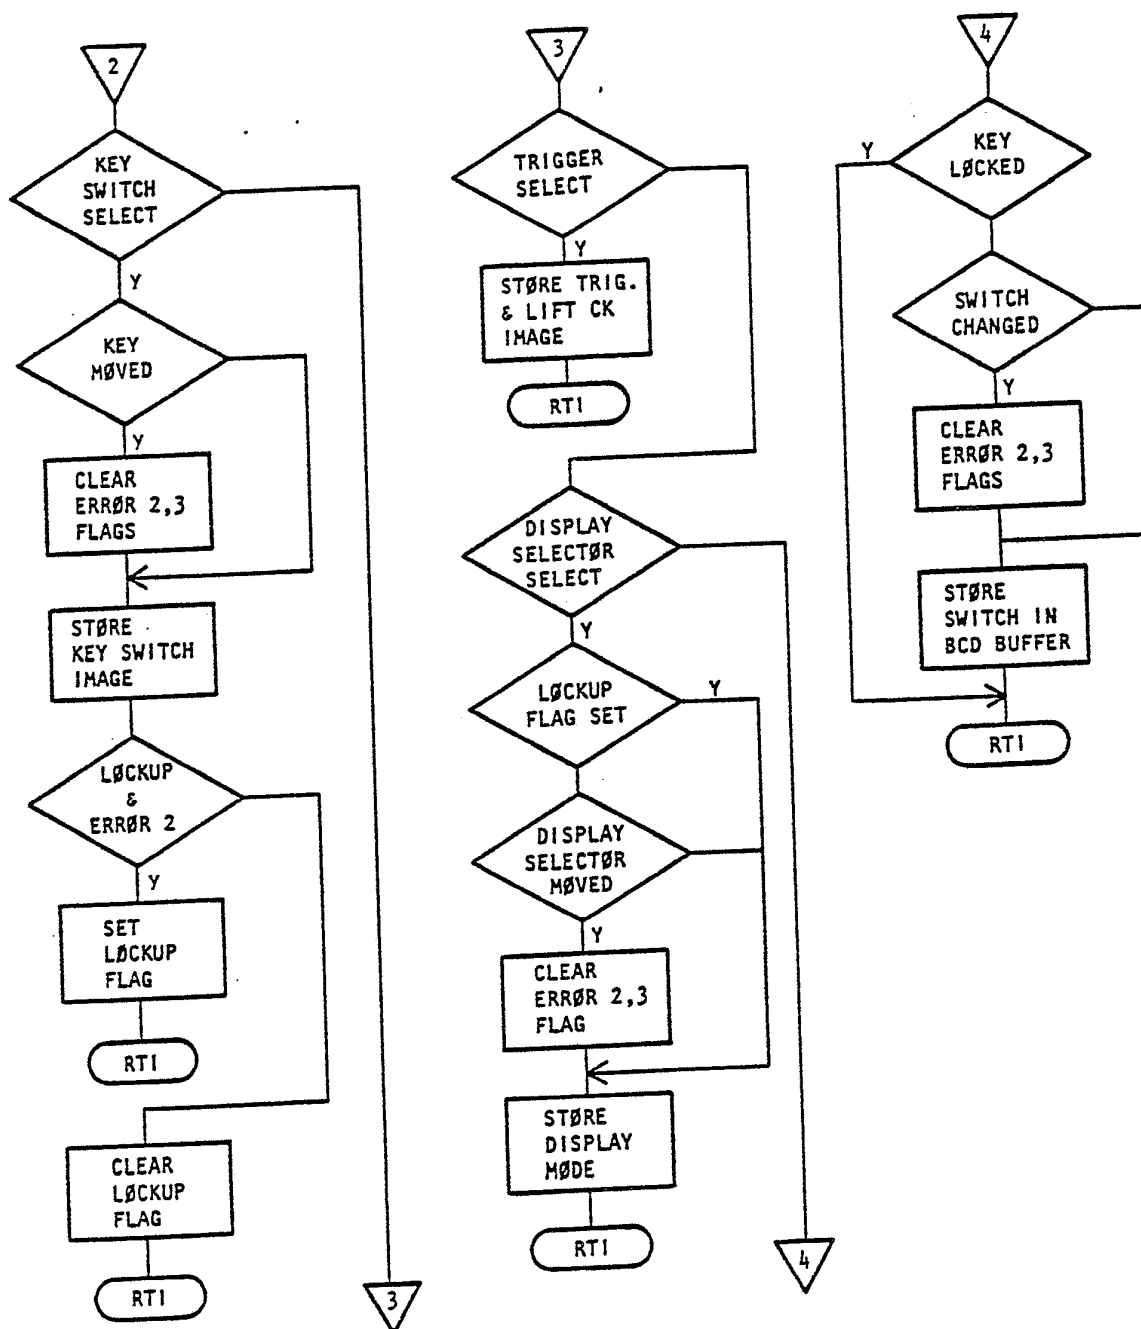 2
KEY
SWITCH
SELECT
Y
KEY
MØVED
Y
CLEAR
ERRØR 2,3
FLAGS
STØRE
KEY SWITCH
IMAGE
LØCKUP
&
ERRØR 2
Y
SET
LØCKUP
FLAG
RTI
CLEAR
LØCKUP
FLAG
RTI
3
3
TRIGGER
SELECT
Y
STØRE TRIG.
& LIFT CK
IMAGE
RTI
DISPLAY
SELECTØR
SELECT
Y
LØCKUP
FLAG SET
Y
DISPLAY
SELECTØR
MØVED
Y
CLEAR
ERRØR 2,3
FLAG
STØRE
DISPLAY
MØDE
RTI
4
4
KEY
LØCKED
Y
SWITCH
CHANGED
Y
CLEAR
ERRØR 2,3
FLAGS
STØRE
SWITCH IN
BCD BUFFER
RTI